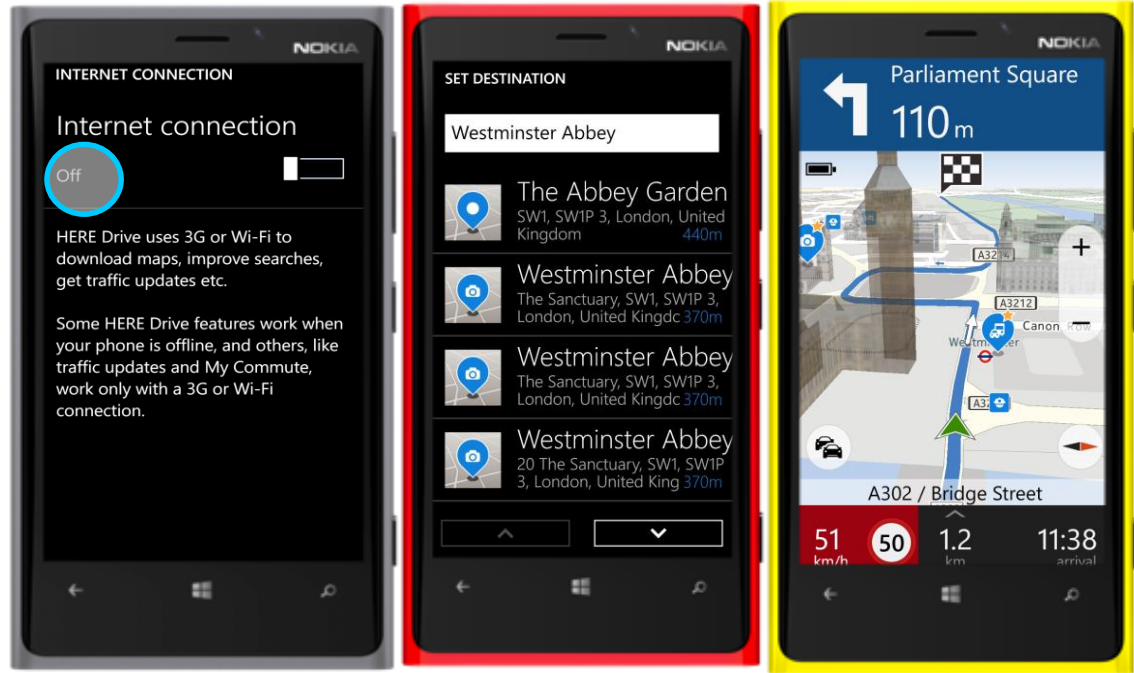 NOKIA
INTERNET CONNECTION
Internet connection
Off
HERE Drive uses 3G or Wi-Fi to
download maps, improve searches,
get traffic updates etc.
Some HERE Drive features work when
your phone is offline, and others, like
traffic updates and My Commute,
work only with a 3G or Wi-Fi
connection.
NOKIA
SET DESTINATION
Westminster Abbey
The Abbey Garden
SW1, SW1P 3, London, United
Kingdom 440m
Westminster Abbey
The Sanctuary, SW1, SW1P 3,
London, United Kingdc 370m
Westminster Abbey
The Sanctuary, SW1, SW1P 3,
London, United Kingdc 370m
Westminster Abbey
20 The Sanctuary, SW1, SW1P
3, London, United King 370m
NOKIA
Parliament Square
110 m
+
A3214
A3212
Canon Row
A302 / Bridge Street
51 50 1.2 11:38
km/h km arrival